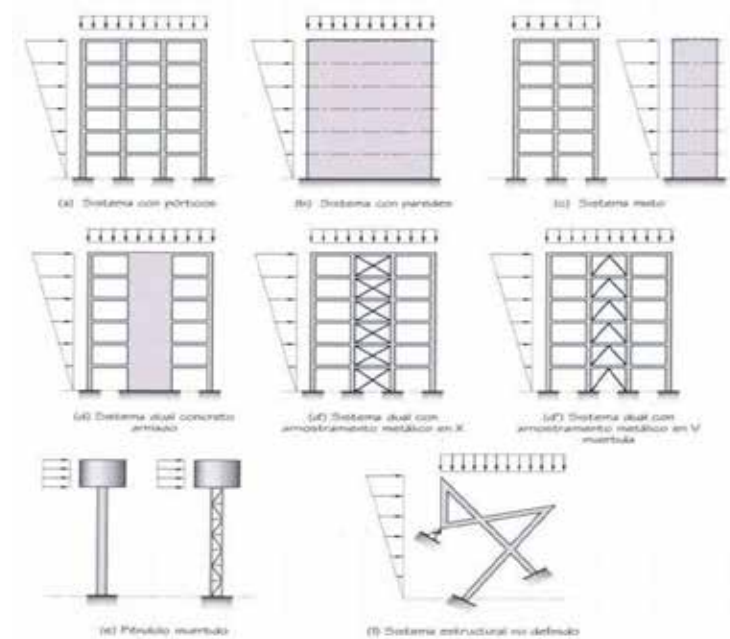 (a) Sistema con pórticos
(b) Sistema con paredes
(c) Sistema mixto
(d) Sistema dual concreto
armado
(d') Sistema dual con
arriostramiento metálico en X
(d'') Sistema dual con
arriostramiento metálico en V
invertida
(e) Péndulo invertido
(f) Sistema estructural no definido